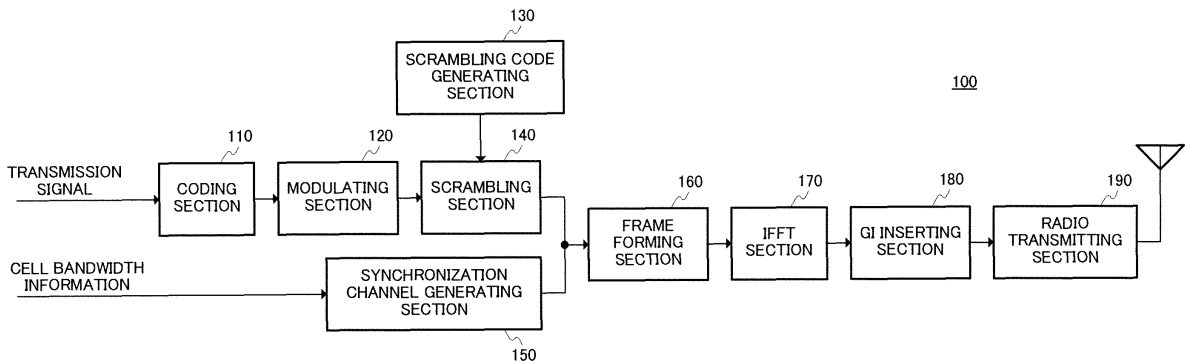 130
SCRAMBLING CODE
GENERATING
SECTION
100
110
120
140
TRANSMISSION
SIGNAL
CODING
SECTION
MODULATING
SECTION
SCRAMBLING
SECTION
160
170
180
190
FRAME
FORMING
SECTION
IFFT
SECTION
GI INSERTING
SECTION
RADIO
TRANSMITTING
SECTION
CELL BANDWIDTH
INFORMATION
SYNCHRONIZATION
CHANNEL GENERATING
SECTION
150